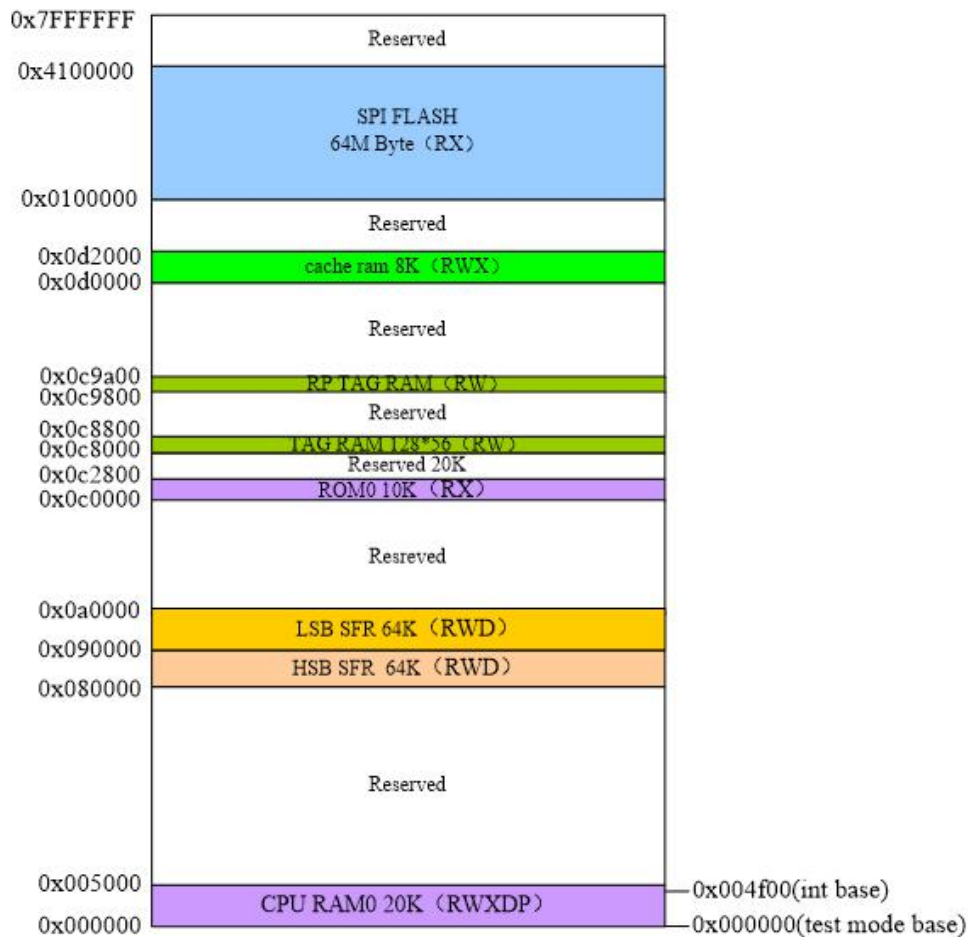 0x7FFFFFF
Reserved
0x4100000
SPI FLASH
64M Byte（RX）
0x0100000
Reserved
0x0d2000
cache ram 8K（RWX）
0x0d0000
Reserved
0x0c9a00
RP TAG RAM（RW）
0x0c9800
Reserved
0x0c8800
TAG RAM 128*56（RW）
0x0c8000
Reserved 20K
0x0c2800
ROM0 10K（RX）
0x0c0000
Resreved
0x0a0000
LSB SFR 64K（RWD）
0x090000
HSB SFR 64K（RWD）
0x080000
Reserved
0x005000
0x004f00(int base)
CPU RAM0 20K（RWXDP）
0x000000
0x000000(test mode base)